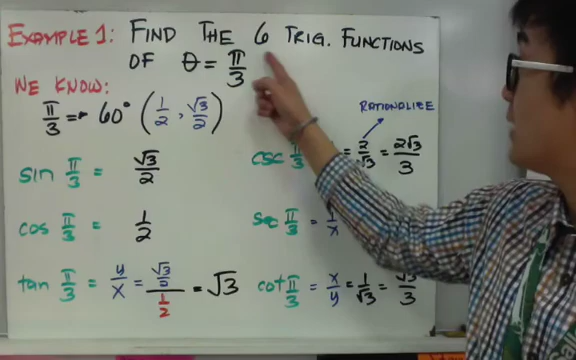 EXAMPLE 1: FIND THE 6 TRIG. FUNCTIONS
OF θ = π/3
WE KNOW:
π/3 = 60° (1/2, √3/2)
RATIONALIZE
sin π/3 = √3/2
csc π/3 = 2/√3 = 2√3/3
cos π/3 = 1/2
sec π/3 = 1/x
tan π/3 = y/x = √3/2 / 1/2 = √3
cot π/3 = x/y = 1/√3 = √3/3